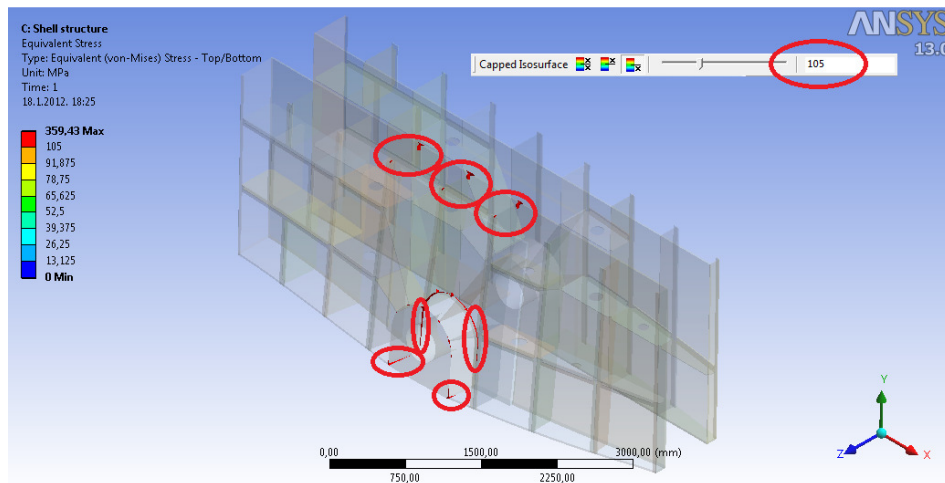 C: Shell structure
Equivalent Stress
Type: Equivalent (von-Mises) Stress - Top/Bottom
Unit: MPa
Time: 1
18.1.2012. 18:25
ANSYS
13.0
Capped Isosurface
105
359,43 Max
105
91,875
78,75
65,625
52,5
39,375
26,25
13,125
0 Min
0,00
1500,00
3000,00 (mm)
750,00
2250,00
Y
Z
X